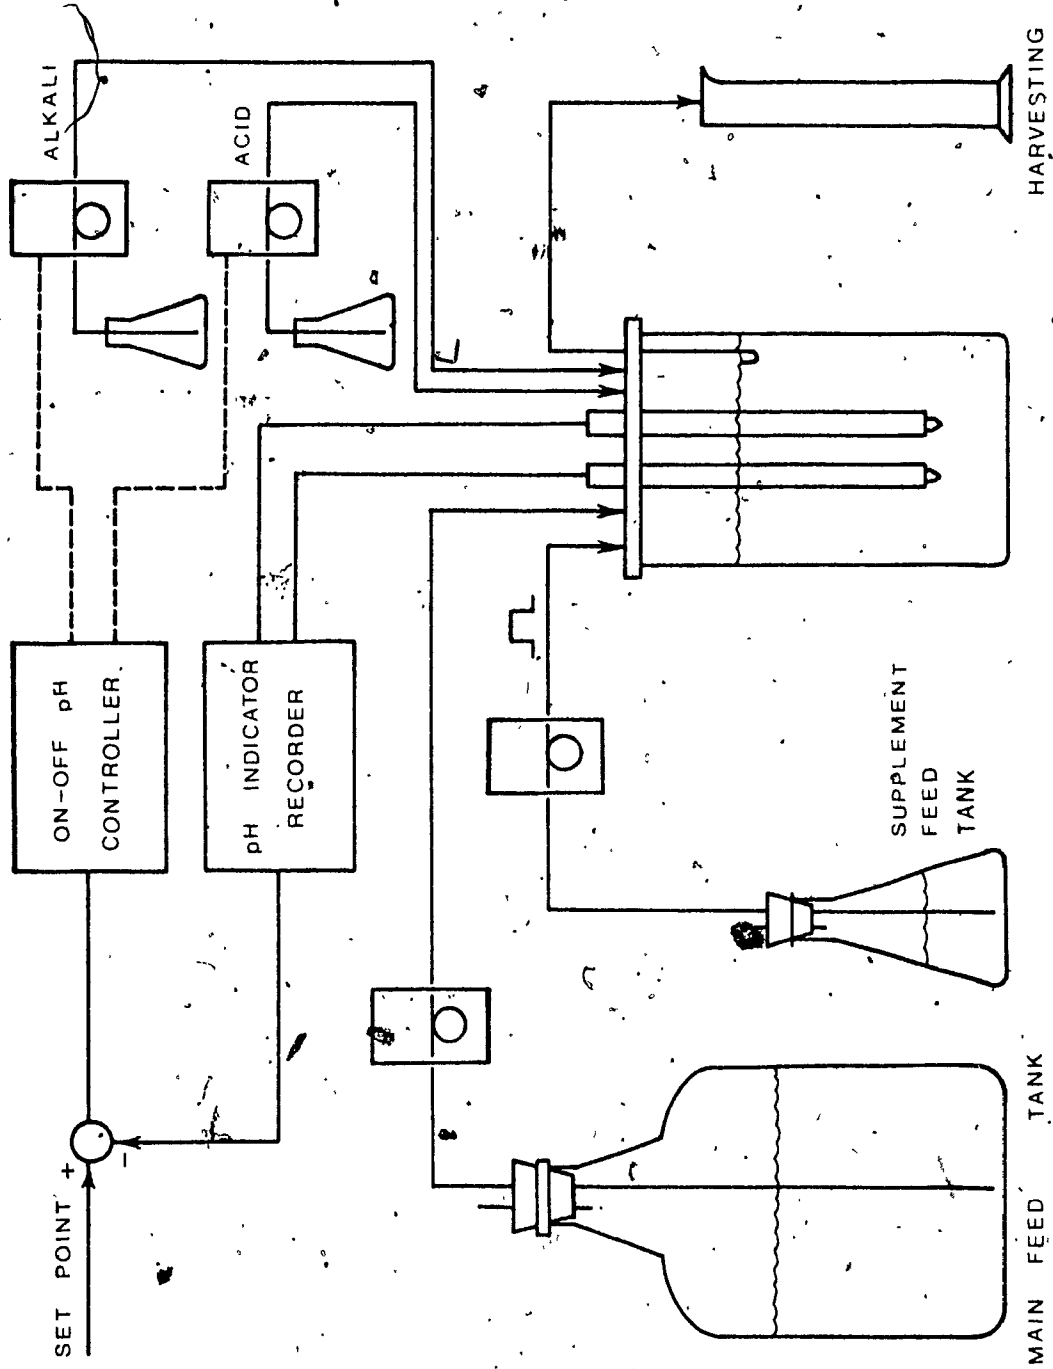 SET POINT
+
−
ON-OFF pH
CONTROLLER
pH INDICATOR
RECORDER
ALKALI
ACID
SUPPLEMENT
FEED
TANK
MAIN FEED TANK
HARVESTING